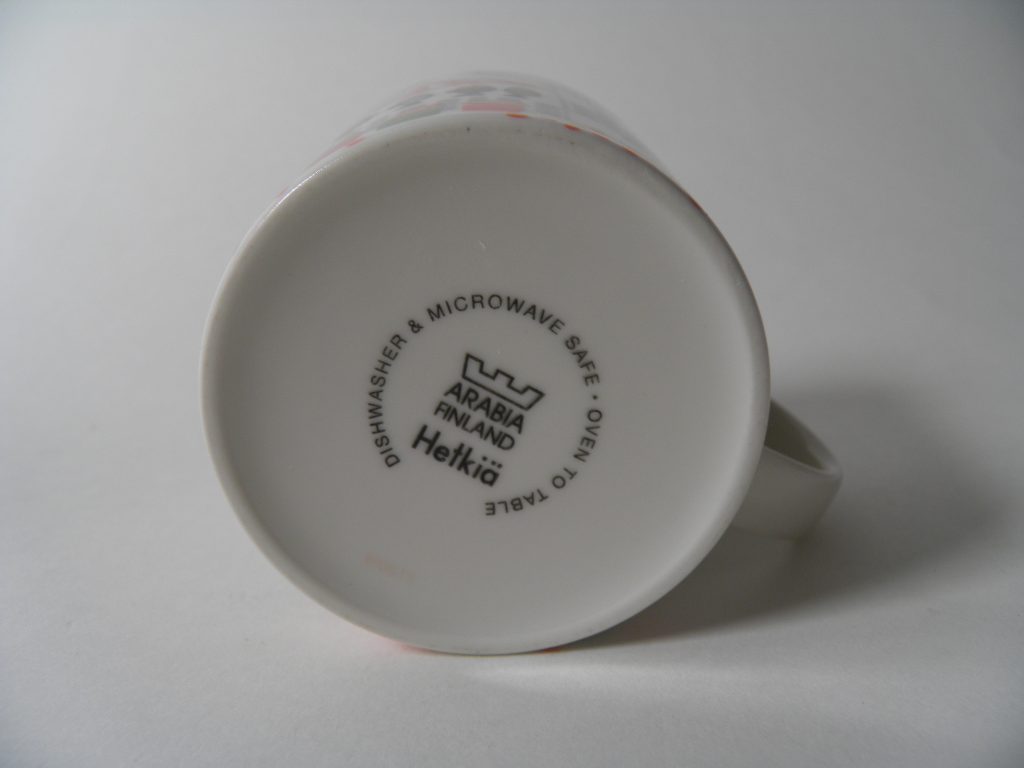 DISHWASHER & MICROWAVE SAFE • OVEN TO TABLE
ARABIA
FINLAND
Hetkiä